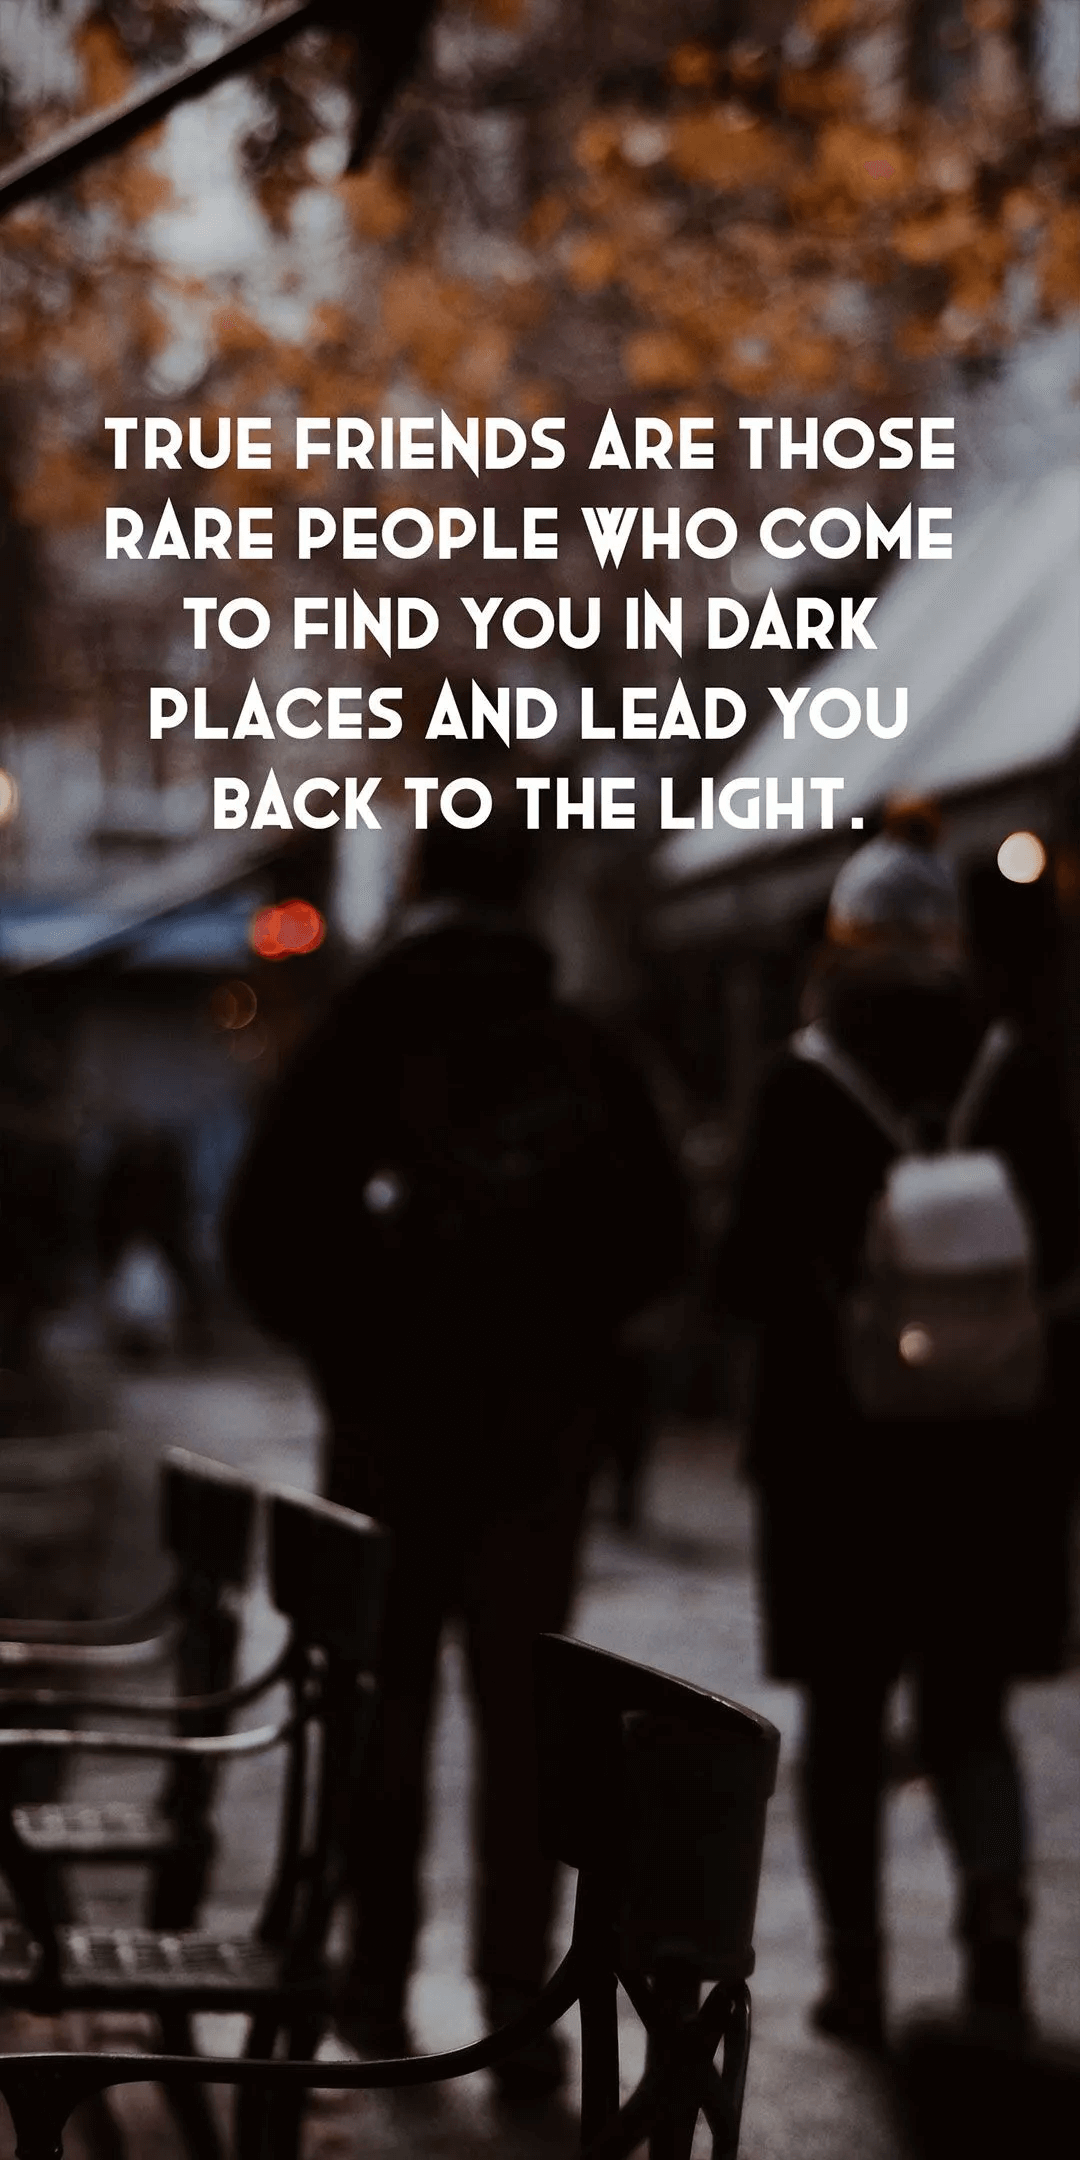 TRUE FRIENDS ARE THOSE
RARE PEOPLE WHO COME
TO FIND YOU IN DARK
PLACES AND LEAD YOU
BACK TO THE LIGHT.